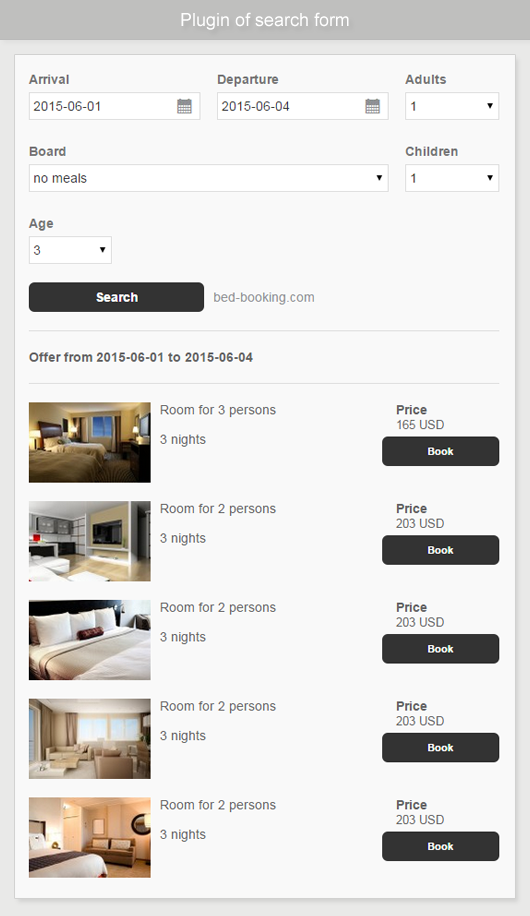 Plugin of search form
Arrival Departure Adults
2015-06-01 2015-06-04 1
Board Children
no meals 1
Age
3
Search bed-booking.com
Offer from 2015-06-01 to 2015-06-04
Room for 3 persons Price
165 USD
3 nights Book
Room for 2 persons Price
203 USD
3 nights Book
Room for 2 persons Price
203 USD
3 nights Book
Room for 2 persons Price
203 USD
3 nights Book
Room for 2 persons Price
203 USD
3 nights Book